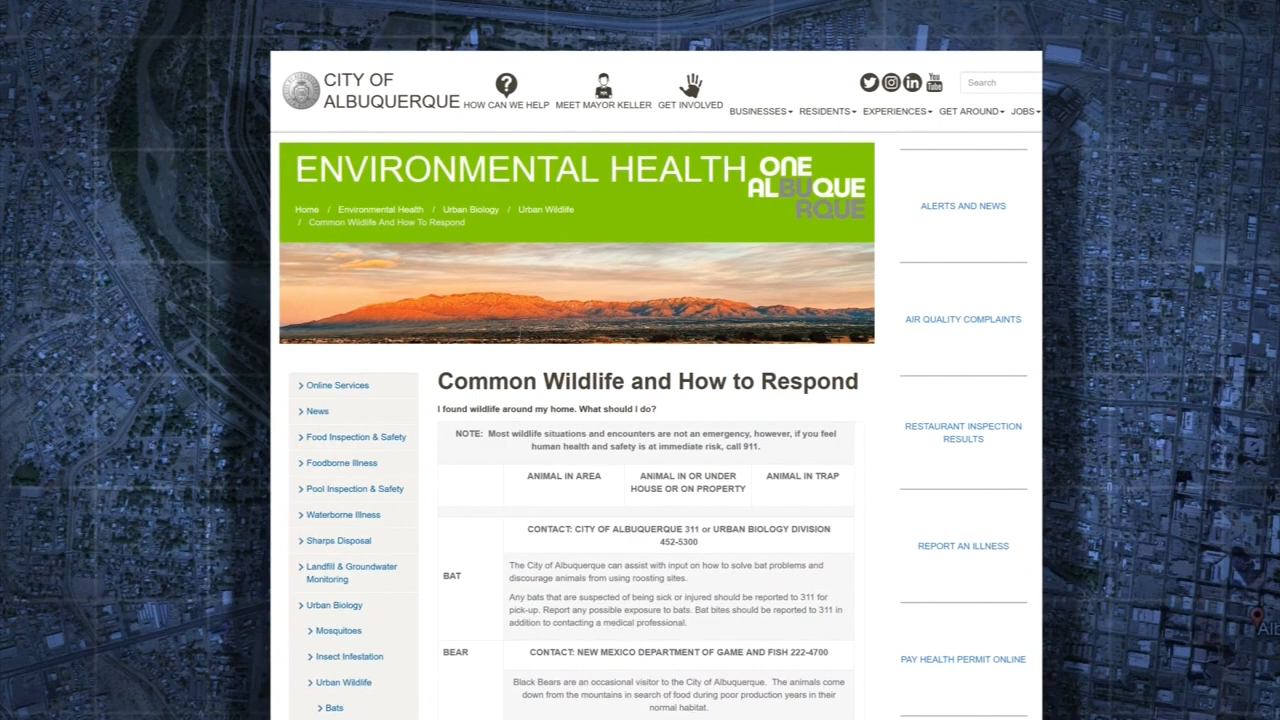 CITY OF
ALBUQUERQUE
HOW CAN WE HELP
MEET MAYOR KELLER
GET INVOLVED
You
Tube
Search
BUSINESSES
RESIDENTS
EXPERIENCES
GET AROUND
JOBS
ENVIRONMENTAL HEALTH
ONE
ALBUQUE
RQUE
Home / Environmental Health / Urban Biology / Urban Wildlife
/ Common Wildlife And How To Respond
ALERTS AND NEWS
AIR QUALITY COMPLAINTS
RESTAURANT INSPECTION
RESULTS
REPORT AN ILLNESS
PAY HEALTH PERMIT ONLINE
Online Services
News
Food Inspection & Safety
Foodborne Illness
Pool Inspection & Safety
Waterborne Illness
Sharps Disposal
Landfill & Groundwater
Monitoring
Urban Biology
Mosquitoes
Insect Infestation
Urban Wildlife
Bats
Common Wildlife and How to Respond
I found wildlife around my home. What should I do?
NOTE: Most wildlife situations and encounters are not an emergency, however, if you feel
human health and safety is at immediate risk, call 911.
ANIMAL IN AREA
ANIMAL IN OR UNDER
HOUSE OR ON PROPERTY
ANIMAL IN TRAP
CONTACT: CITY OF ALBUQUERQUE 311 or URBAN BIOLOGY DIVISION
452-5300
BAT
The City of Albuquerque can assist with input on how to solve bat problems and
discourage animals from using roosting sites.
Any bats that are suspected of being sick or injured should be reported to 311 for
pick-up. Report any possible exposure to bats. Bat bites should be reported to 311 in
addition to contacting a medical professional.
BEAR
CONTACT: NEW MEXICO DEPARTMENT OF GAME AND FISH 222-4700
Black Bears are an occasional visitor to the City of Albuquerque. The animals come
down from the mountains in search of food during poor production years in their
normal habitat.
Alb